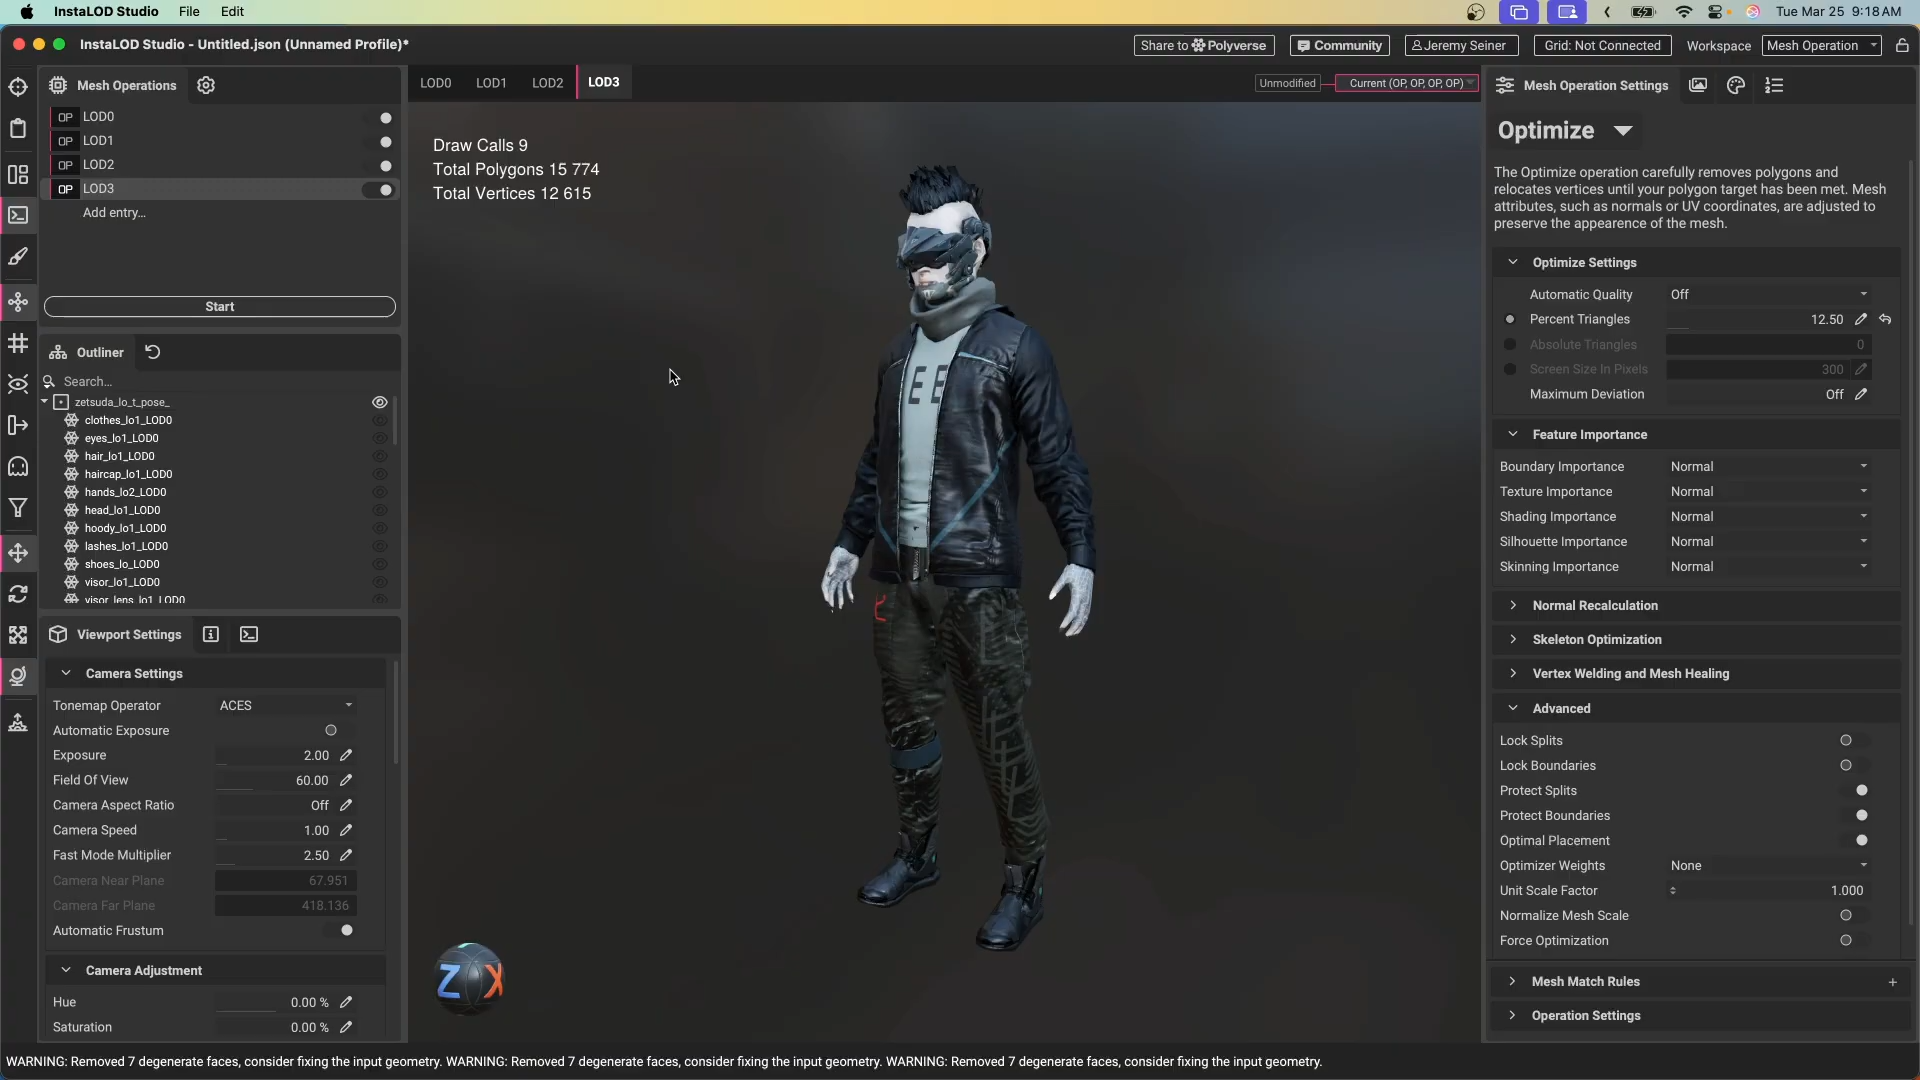 InstaLOD Studio File Edit
Tue Mar 25 9:18 AM
InstaLOD Studio - Untitled.json (Unnamed Profile)*
Share to Polyverse
Community
Jeremy Seiner
Grid: Not Connected
Workspace
Mesh Operation
Mesh Operations
OP LOD0
OP LOD1
OP LOD2
OP LOD3
Add entry...
Start
Outliner
Search...
zetsuda_lo_t_pose_
clothes_lo1_LOD0
eyes_lo1_LOD0
hair_lo1_LOD0
haircap_lo1_LOD0
hands_lo2_LOD0
head_lo1_LOD0
hoody_lo1_LOD0
lashes_lo1_LOD0
shoes_lo_LOD0
visor_lo1_LOD0
visor_lens_lo1_LOD0
Viewport Settings
Camera Settings
Tonemap Operator ACES
Automatic Exposure
Exposure 2.00
Field Of View 60.00
Camera Aspect Ratio Off
Camera Speed 1.00
Fast Mode Multiplier 2.50
Camera Near Plane 67.951
Camera Far Plane 418.136
Automatic Frustum
Camera Adjustment
Hue 0.00 %
Saturation 0.00 %
LOD0 LOD1 LOD2 LOD3
Unmodified
Current (OP, OP, OP, OP)
Draw Calls 9
Total Polygons 15 774
Total Vertices 12 615
Z X
Mesh Operation Settings
Optimize
The Optimize operation carefully removes polygons and
relocates vertices until your polygon target has been met. Mesh
attributes, such as normals or UV coordinates, are adjusted to
preserve the appearence of the mesh.
Optimize Settings
Automatic Quality Off
Percent Triangles 12.50
Absolute Triangles 0
Screen Size In Pixels 300
Maximum Deviation Off
Feature Importance
Boundary Importance Normal
Texture Importance Normal
Shading Importance Normal
Silhouette Importance Normal
Skinning Importance Normal
Normal Recalculation
Skeleton Optimization
Vertex Welding and Mesh Healing
Advanced
Lock Splits
Lock Boundaries
Protect Splits
Protect Boundaries
Optimal Placement
Optimizer Weights None
Unit Scale Factor 1.000
Normalize Mesh Scale
Force Optimization
Mesh Match Rules +
Operation Settings
WARNING: Removed 7 degenerate faces, consider fixing the input geometry. WARNING: Removed 7 degenerate faces, consider fixing the input geometry. WARNING: Removed 7 degenerate faces, consider fixing the input geometry.